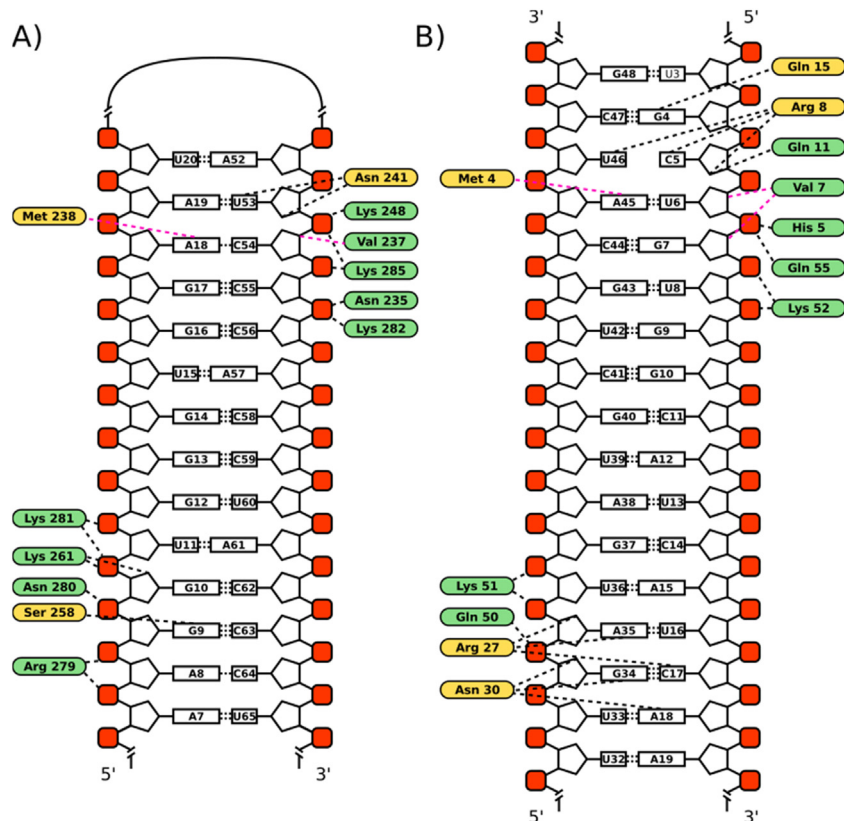 A)
B)
3'
5'
G48 U3
Gln 15
C47 G4
Arg 8
U20 A52
U46 C5
Gln 11
Asn 241
Met 4
Val 7
A19 U53
A45 U6
Met 238
Lys 248
His 5
Val 237
A18 C54
C44 G7
Lys 285
Gln 55
G17 C55
G43 U8
Asn 235
Lys 52
Lys 282
G16 C56
U42 G9
U15 A57
C41 G10
G14 C58
G40 C11
G13 C59
U39 A12
G12 U60
A38 U13
Lys 281
U11 A61
G37 C14
Lys 261
G10 C62
Lys 51
U36 A15
Asn 280
Ser 258
Gln 50
G9 C63
A35 U16
Arg 27
Arg 279
A8 C64
G34 C17
Asn 30
A7 U65
U33 A18
U32 A19
5'
3'
5'
3'